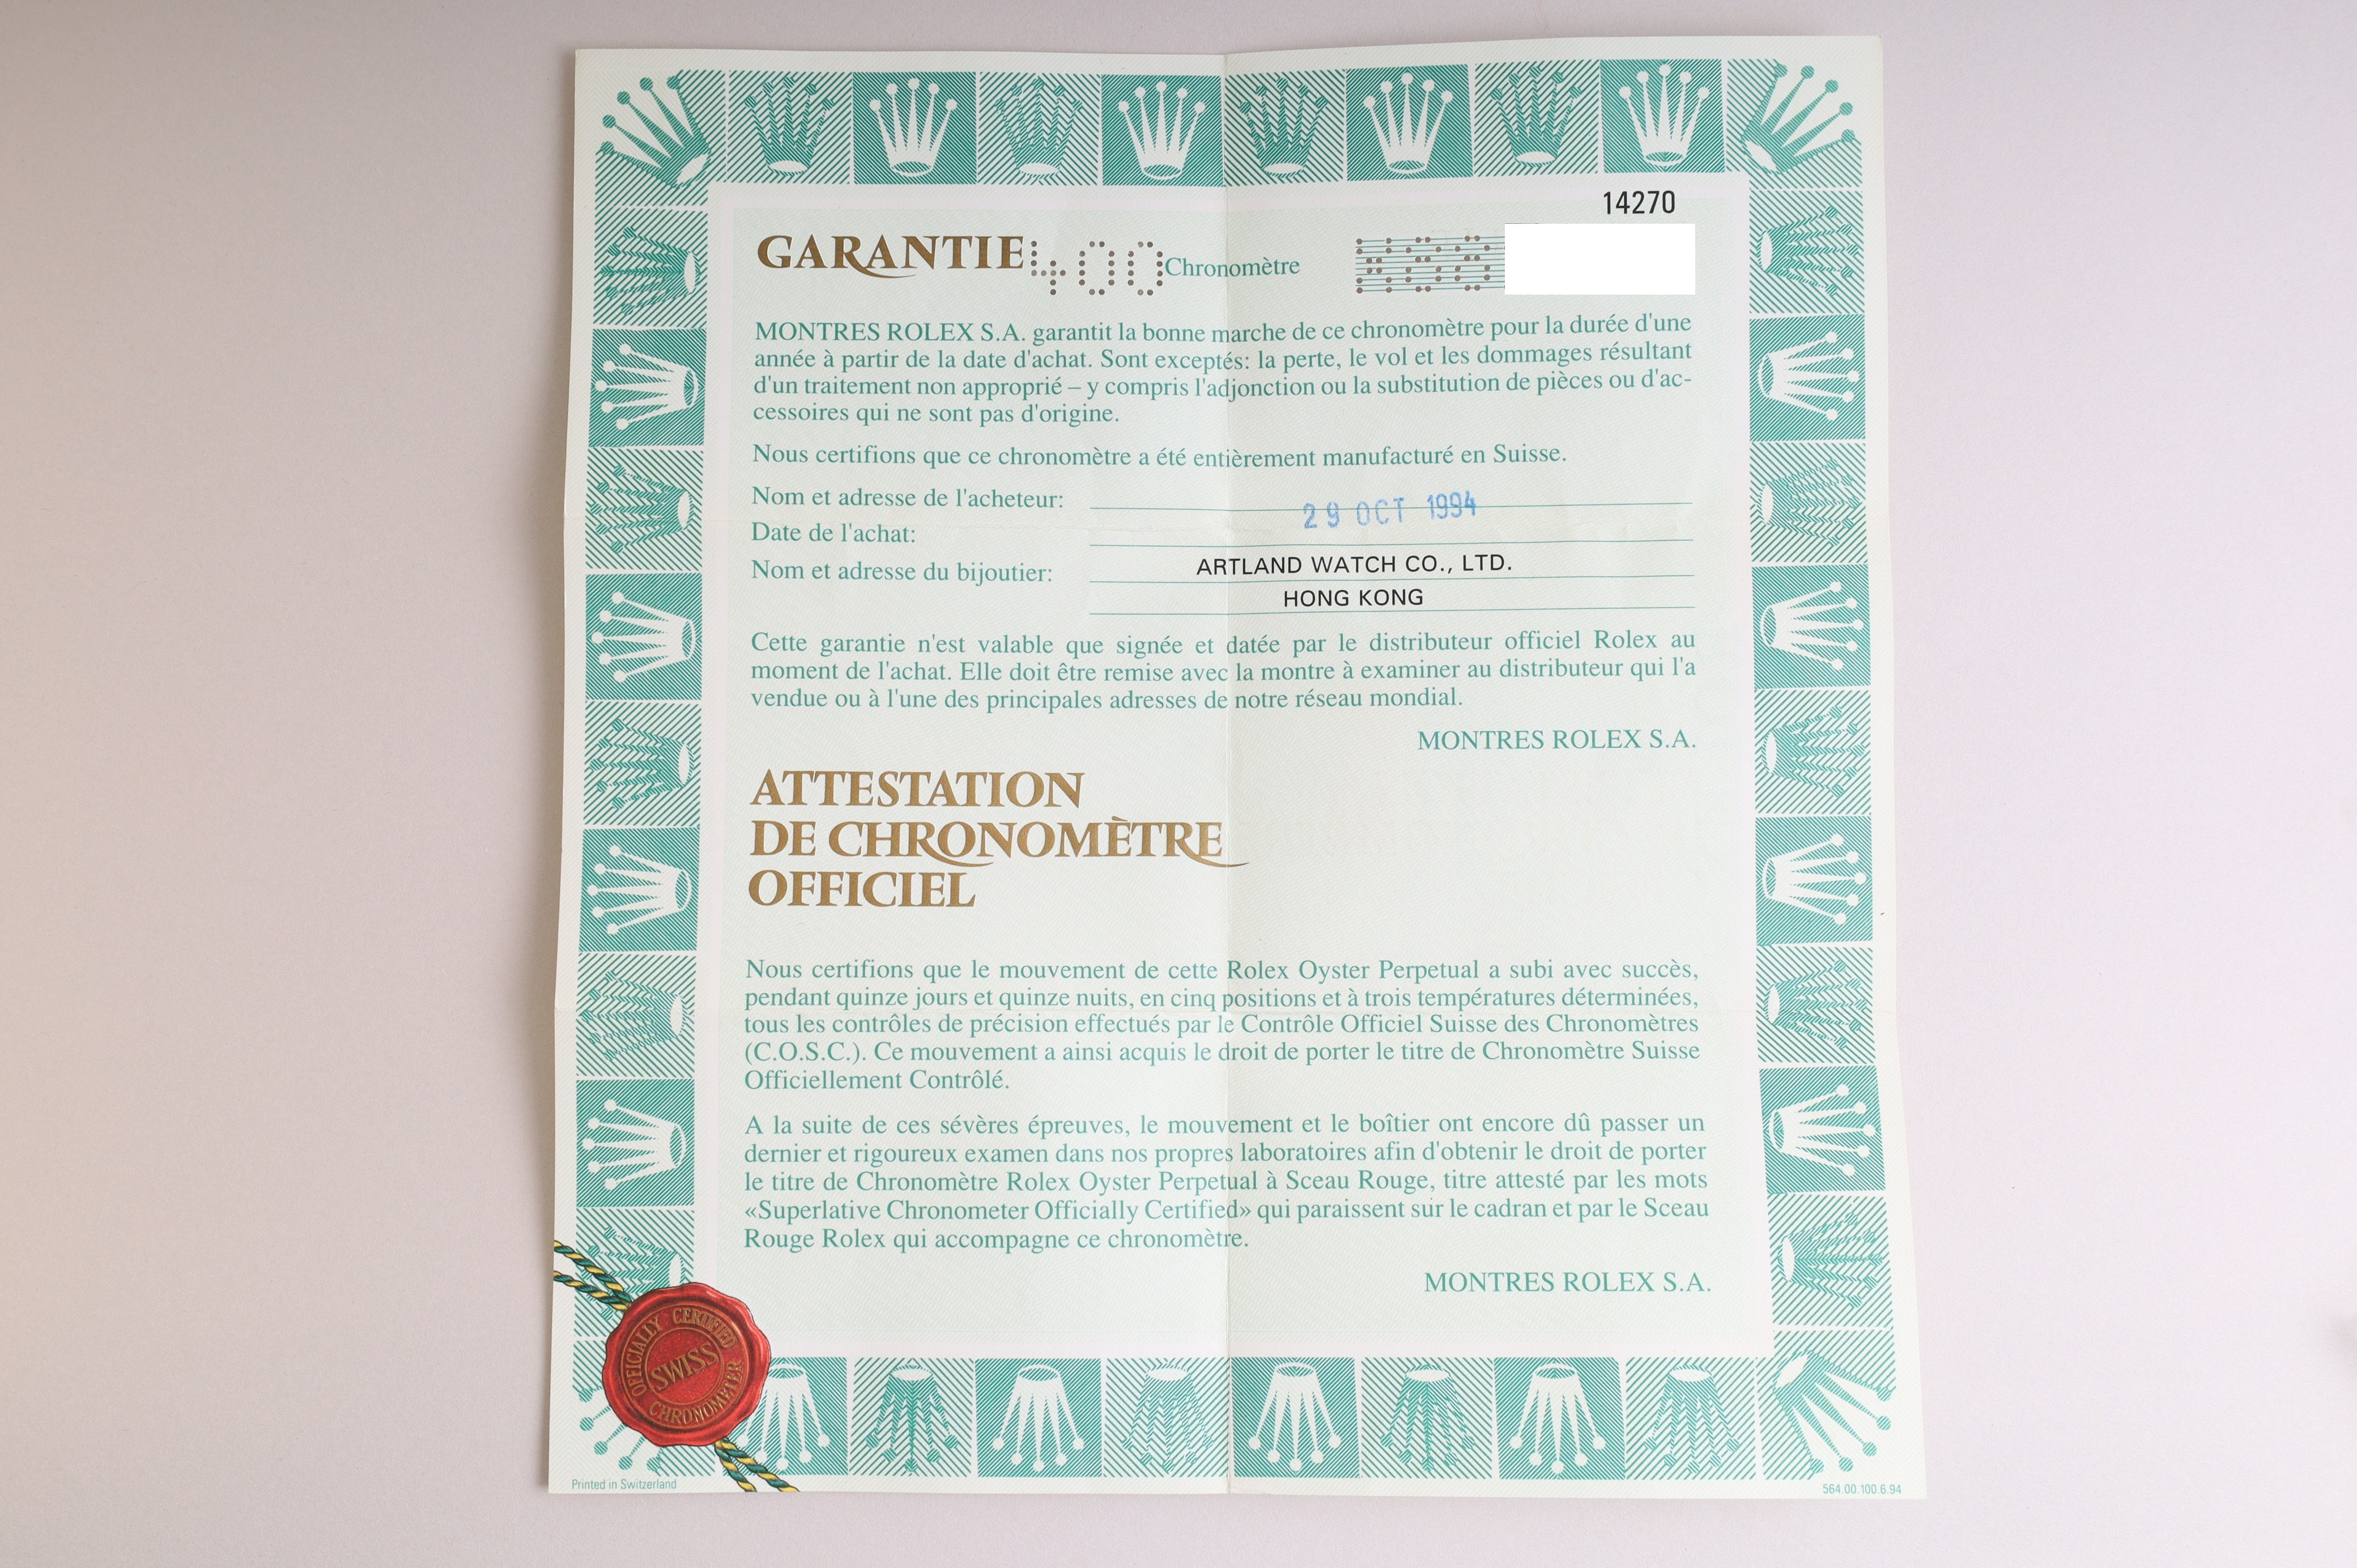 14270
GARANTIE 400 Chronomètre
MONTRES ROLEX S.A. garantit la bonne marche de ce chronomètre pour la durée d'une
année à partir de la date d'achat. Sont exceptés: la perte, le vol et les dommages résultant
d'un traitement non approprié – y compris l'adjonction ou la substitution de pièces ou d'ac-
cessoires qui ne sont pas d'origine.
Nous certifions que ce chronomètre a été entièrement manufacturé en Suisse.
Nom et adresse de l'acheteur:
29 OCT 1994
Date de l'achat:
Nom et adresse du bijoutier: ARTLAND WATCH CO., LTD.
HONG KONG
Cette garantie n'est valable que signée et datée par le distributeur officiel Rolex au
moment de l'achat. Elle doit être remise avec la montre à examiner au distributeur qui l'a
vendue ou à l'une des principales adresses de notre réseau mondial.
MONTRES ROLEX S.A.
ATTESTATION
DE CHRONOMÈTRE
OFFICIEL
Nous certifions que le mouvement de cette Rolex Oyster Perpetual a subi avec succès,
pendant quinze jours et quinze nuits, en cinq positions et à trois températures déterminées,
tous les contrôles de précision effectués par le Contrôle Officiel Suisse des Chronomètres
(C.O.S.C.). Ce mouvement a ainsi acquis le droit de porter le titre de Chronomètre Suisse
Officiellement Contrôlé.
A la suite de ces sévères épreuves, le mouvement et le boîtier ont encore dû passer un
dernier et rigoureux examen dans nos propres laboratoires afin d'obtenir le droit de porter
le titre de Chronomètre Rolex Oyster Perpetual à Sceau Rouge, titre attesté par les mots
«Superlative Chronometer Officially Certified» qui paraissent sur le cadran et par le Sceau
Rouge Rolex qui accompagne ce chronomètre.
MONTRES ROLEX S.A.
OFFICIALLY CERTIFIED
SWISS
CHRONOMETER
Printed in Switzerland
564.00.100.6.94